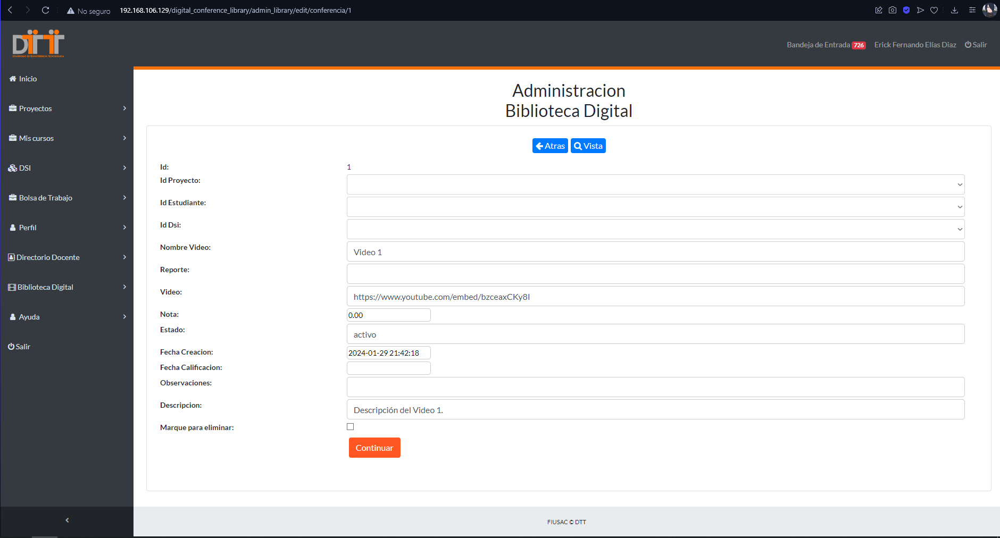 No seguro 192.168.106.129/digital_conference_library/admin_library/edit/conferencia/1
DTT
DESARROLLO DE TRANSFERENCIA TECNOLÓGICA
Bandeja de Entrada 726 Erick Fernando Elías Diaz Salir
Inicio
Proyectos
Mis cursos
DSI
Bolsa de Trabajo
Perfil
Directorio Docente
Biblioteca Digital
Ayuda
Salir
Administracion
Biblioteca Digital
Atras Vista
Id: 1
Id Proyecto:
Id Estudiante:
Id Dsi:
Nombre Video: Video 1
Reporte:
Video: https://www.youtube.com/embed/bzceaxCKy8I
Nota: 0.00
Estado: activo
Fecha Creacion: 2024-01-29 21:42:18
Fecha Calificacion:
Observaciones:
Descripcion: Descripción del Video 1.
Marque para eliminar:
Continuar
FIUSAC © DTT